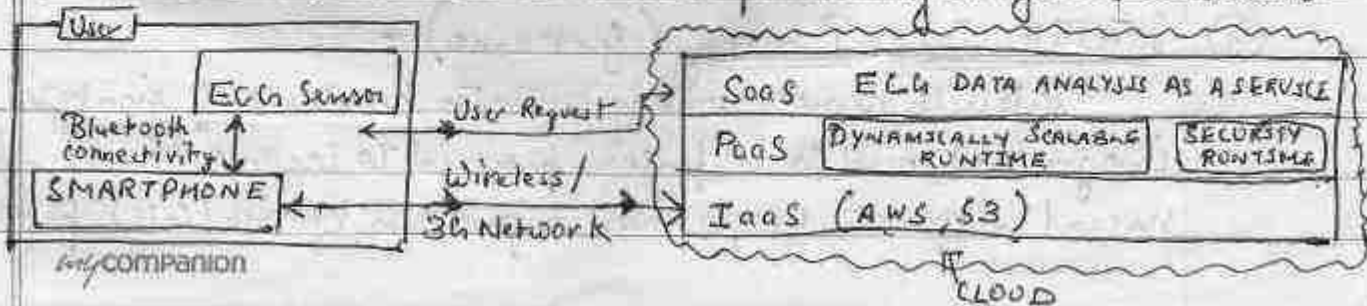 User
ECG Sensor
Bluetooth
connectivity
SMARTPHONE
User Request
Wireless/
3G Network
SaaS ECG DATA ANALYSIS AS A SERVICE
PaaS DYNAMICALLY SCALABLE
RUNTIME
SECURITY
RUNTIME
IaaS (AWS, S3)
CLOUD
mycompanion